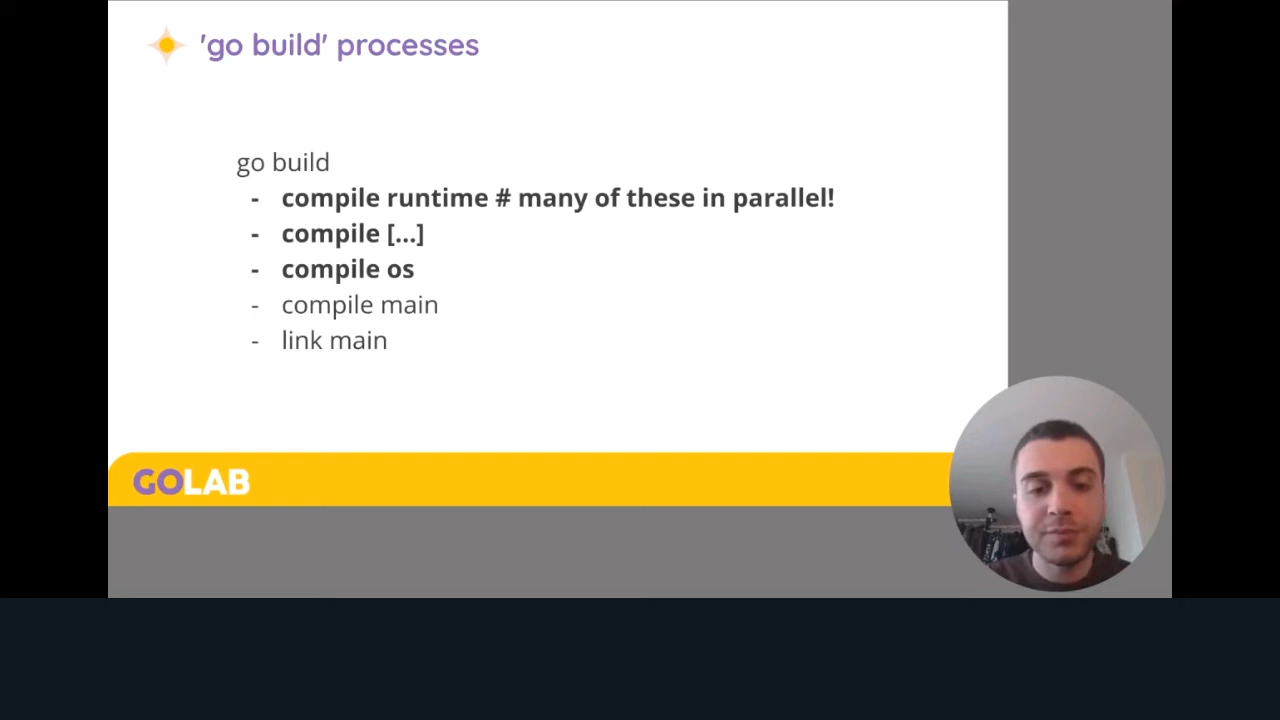 'go build' processes
go build
- compile runtime # many of these in parallel!
- compile [...]
- compile os
- compile main
- link main
GOLAB